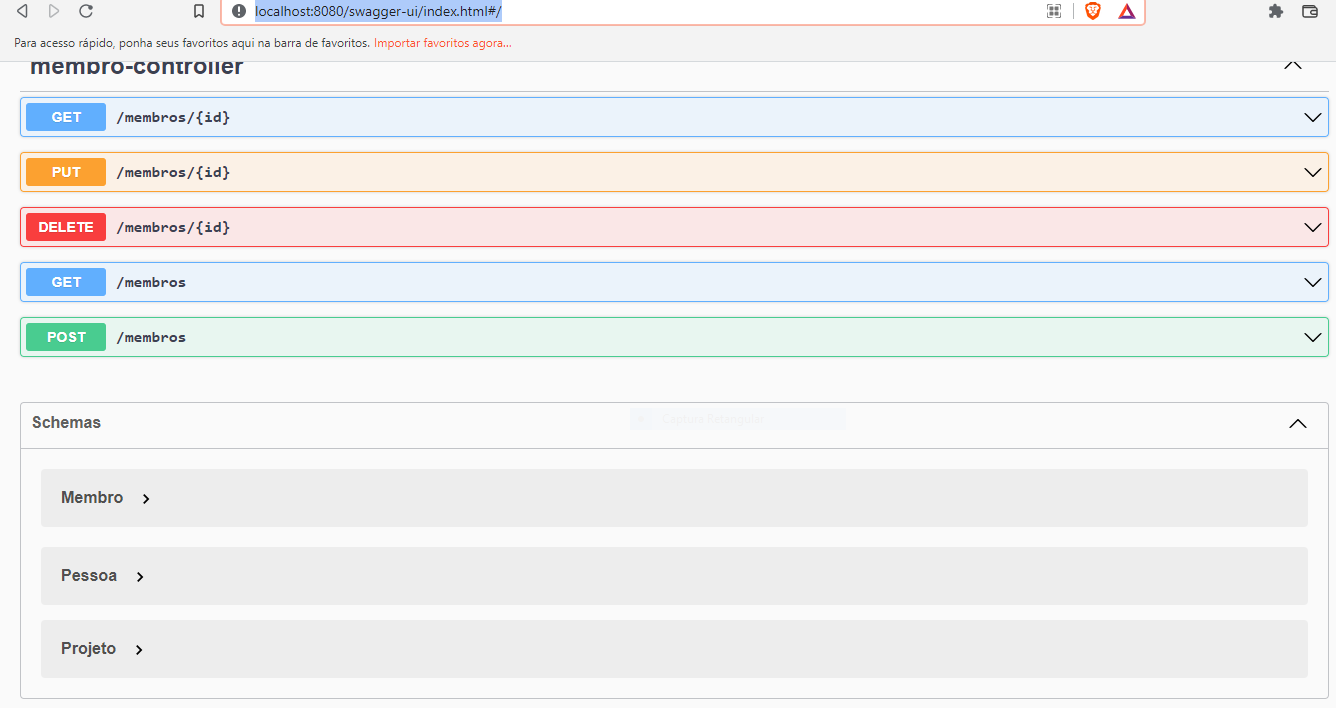 localhost:8080/swagger-ui/index.html#/
Para acesso rápido, ponha seus favoritos aqui na barra de favoritos. Importar favoritos agora...
membro-controller
GET /membros/{id}
PUT /membros/{id}
DELETE /membros/{id}
GET /membros
POST /membros
Schemas
Captura Retangular
Membro
Pessoa
Projeto